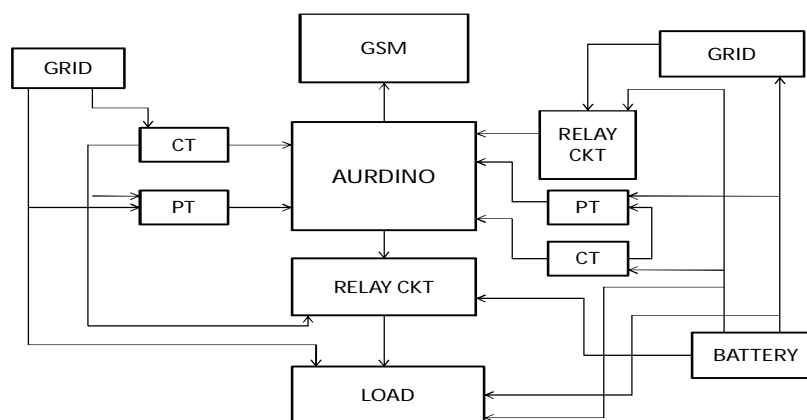 GSM
GRID
GRID
CT
RELAY
CKT
AURDINO
PT
PT
CT
RELAY CKT
BATTERY
LOAD